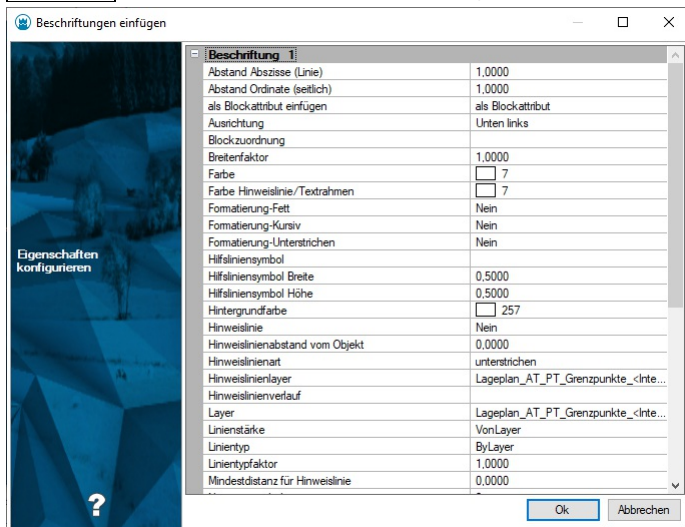 Beschriftungen einfügen
Eigenschaften
konfigurieren
?
Beschriftung 1
Abstand Abszisse (Linie) 1,0000
Abstand Ordinate (seitlich) 1,0000
als Blockattribut einfügen als Blockattribut
Ausrichtung Unten links
Blockzuordnung
Breitenfaktor 1,0000
Farbe 7
Farbe Hinweislinie/Textrahmen 7
Formatierung-Fett Nein
Formatierung-Kursiv Nein
Formatierung-Unterstrichen Nein
Hilfsliniensymbol
Hilfsliniensymbol Breite 0,5000
Hilfsliniensymbol Höhe 0,5000
Hintergrundfarbe 257
Hinweislinie Nein
Hinweislinienabstand vom Objekt 0,0000
Hinweislinienart unterstrichen
Hinweislinienlayer Lageplan_AT_PT_Grenzpunkte_<Inte...
Hinweislinienverlauf
Layer Lageplan_AT_PT_Grenzpunkte_<Inte...
Linienstärke VonLayer
Linientyp ByLayer
Linientypfaktor 1,0000
Mindestdistanz für Hinweislinie 0,0000
Ok Abbrechen